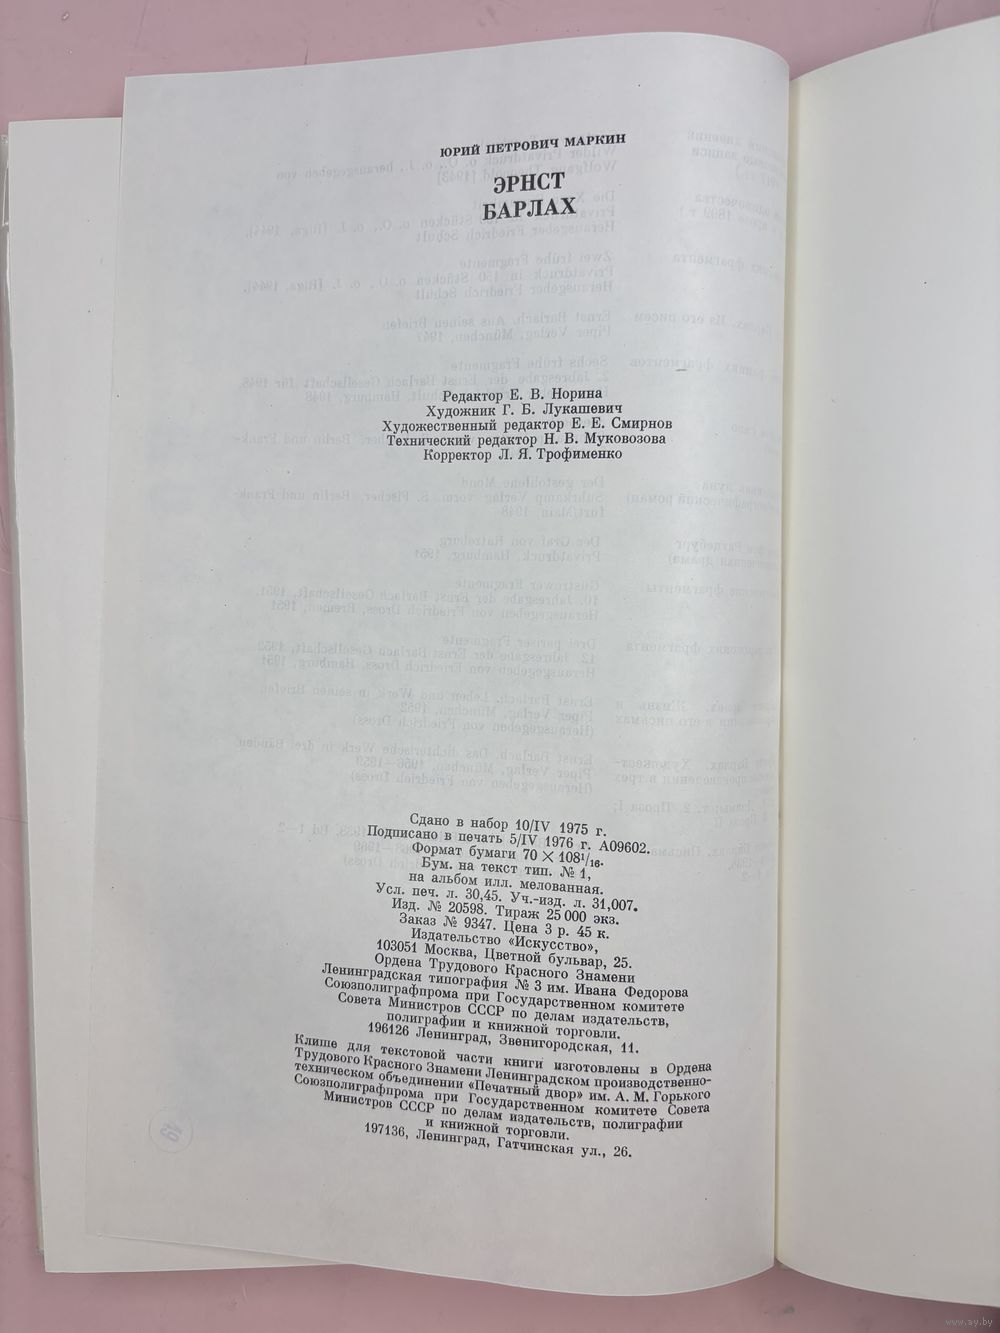 ЮРИЙ ПЕТРОВИЧ МАРКИН
ЭРНСТ
БАРЛАХ
Редактор Е. В. Норина
Художник Г. Б. Лукашевич
Художественный редактор Е. Е. Смирнов
Технический редактор Н. В. Муковозова
Корректор Л. Я. Трофименко
Сдано в набор 10/IV 1975 г.
Подписано в печать 5/IV 1976 г. А09602.
Формат бумаги 70 × 108¹/₁₆.
Бум. на текст тип. № 1,
на альбом илл. мелованная.
Усл. печ. л. 30,45. Уч.-изд. л. 31,007.
Изд. № 20598. Тираж 25 000 экз.
Заказ № 9347. Цена 3 р. 45 к.
Издательство «Искусство»,
103051 Москва, Цветной бульвар, 25.
Ордена Трудового Красного Знамени
Ленинградская типография № 3 им. Ивана Федорова
Союзполиграфпрома при Государственном комитете
Совета Министров СССР по делам издательств,
полиграфии и книжной торговли.
196126 Ленинград, Звенигородская, 11.
Клише для текстовой части книги изготовлены в Ордена
Трудового Красного Знамени Ленинградском производственно-
техническом объединении «Печатный двор» им. А. М. Горького
Союзполиграфпрома при Государственном комитете Совета
Министров СССР по делам издательств, полиграфии
и книжной торговли.
197136, Ленинград, Гатчинская ул., 26.
www.ay.by